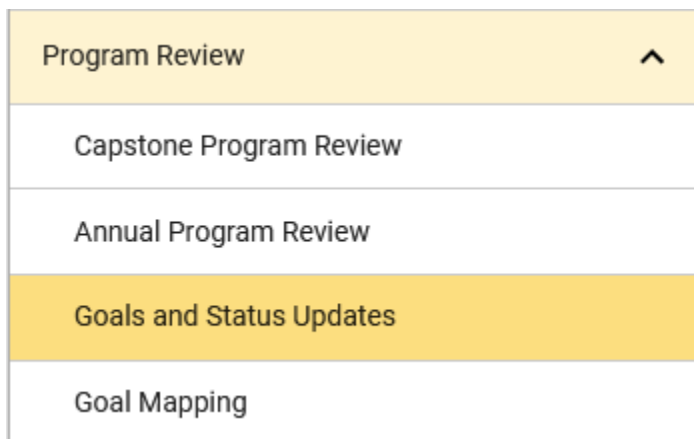 Program Review
Capstone Program Review
Annual Program Review
Goals and Status Updates
Goal Mapping